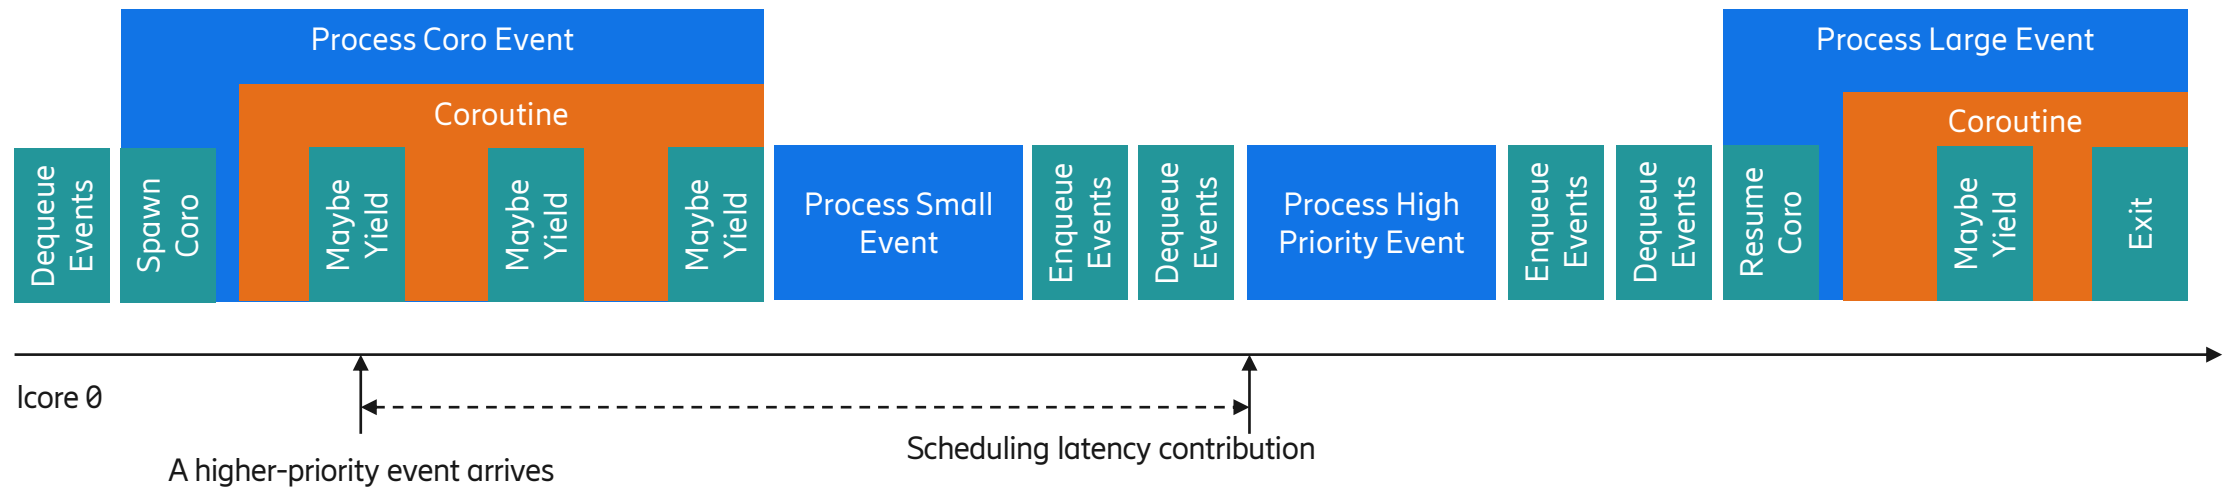 Process Coro Event
Process Large Event
Coroutine
Coroutine
Dequeue
Events
Spawn
Coro
Maybe
Yield
Maybe
Yield
Maybe
Yield
Process Small
Event
Enqueue
Events
Dequeue
Events
Process High
Priority Event
Enqueue
Events
Dequeue
Events
Resume
Coro
Maybe
Yield
Exit
lcore 0
A higher-priority event arrives
Scheduling latency contribution